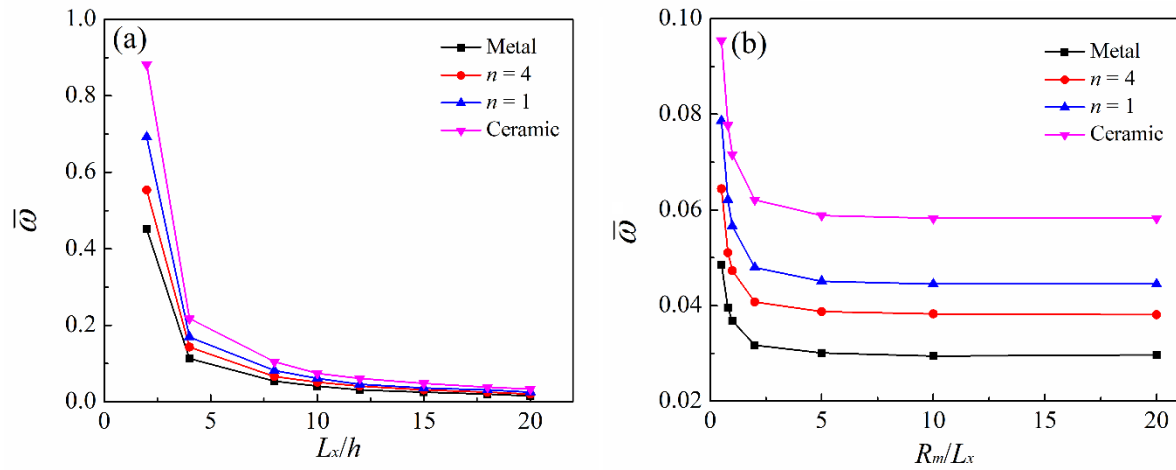 (a)
Metal
n = 4
n = 1
Ceramic
1.0
0.8
0.6
0.4
0.2
0.0
ω̅
0
5
10
15
20
Lx/h
(b)
Metal
n = 4
n = 1
Ceramic
0.10
0.08
0.06
0.04
0.02
ω̅
0
5
10
15
20
Rm/Lx